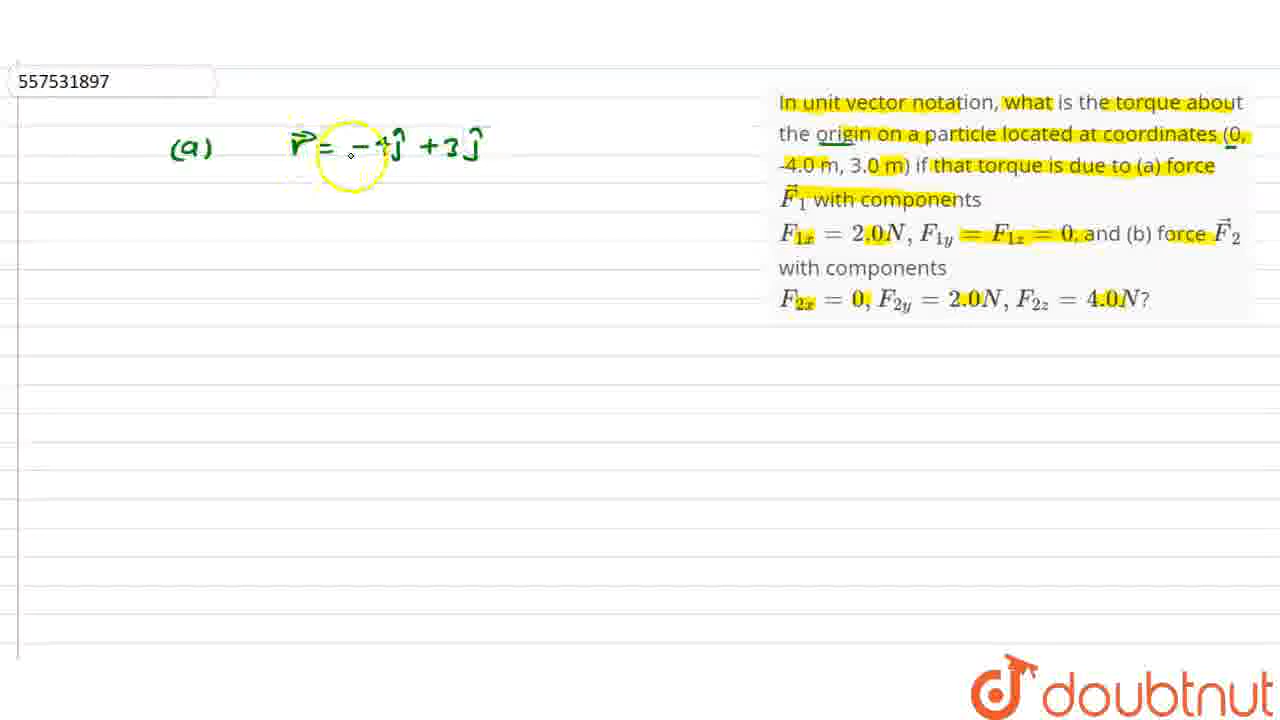 557531897
(a) r⃗ = -4ĵ + 3ĵ
In unit vector notation, what is the torque about
the origin on a particle located at coordinates (0,
-4.0 m, 3.0 m) if that torque is due to (a) force
F⃗₁ with components
F₁ₓ = 2.0N, F₁y = F₁z = 0, and (b) force F⃗₂
with components
F₂ₓ = 0, F₂y = 2.0N, F₂z = 4.0N?
doubtnut